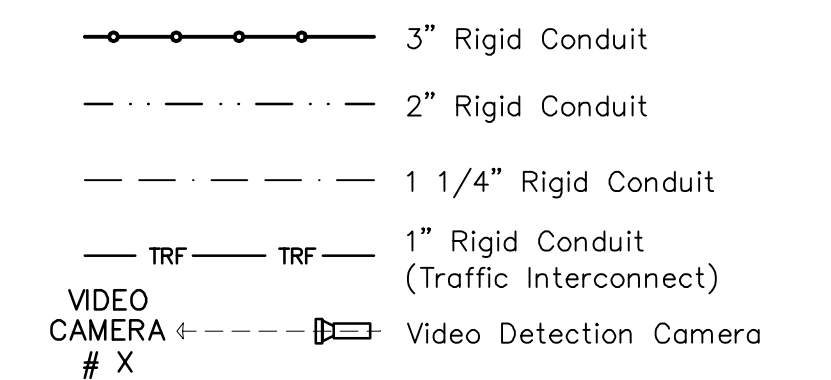 3” Rigid Conduit
2” Rigid Conduit
1 1/4” Rigid Conduit
TRF TRF
1” Rigid Conduit
(Traffic Interconnect)
VIDEO
CAMERA
# X
Video Detection Camera